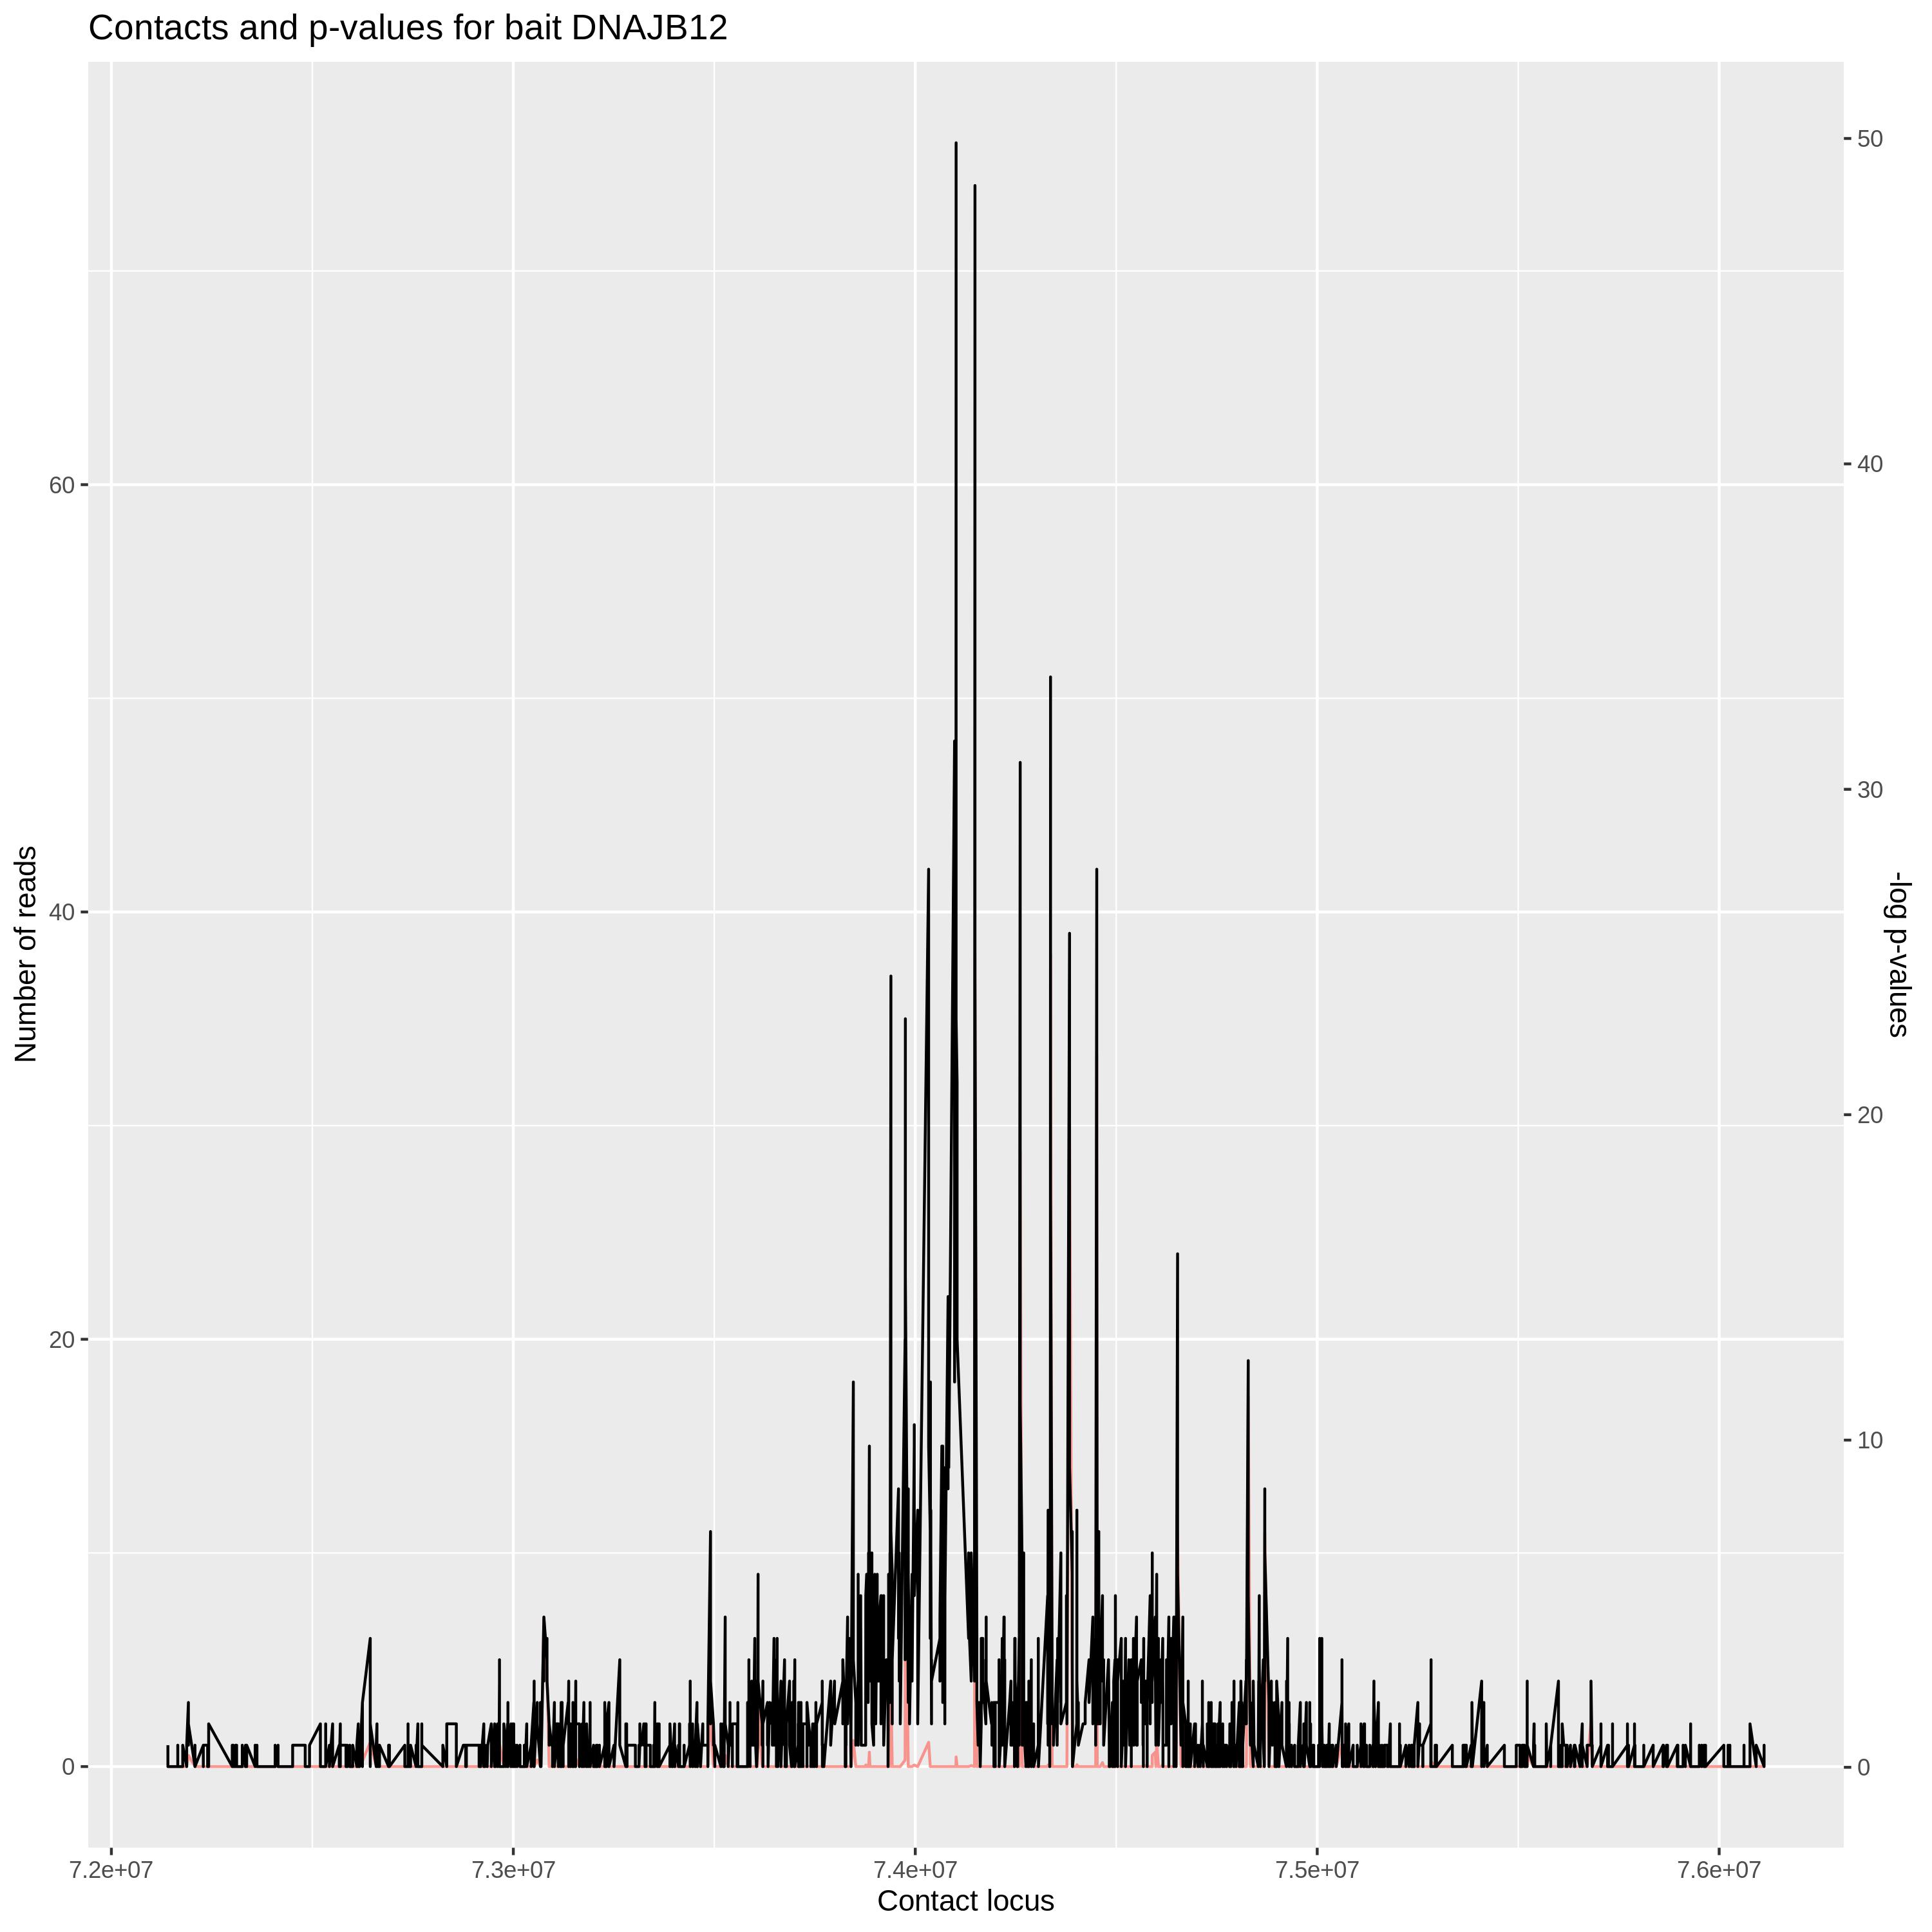 Contacts and p-values for bait DNAJB12
Number of reads
60
40
20
0
50
40
30
20
10
0
-log p-values
7.2e+07 7.3e+07 7.4e+07 7.5e+07 7.6e+07
Contact locus